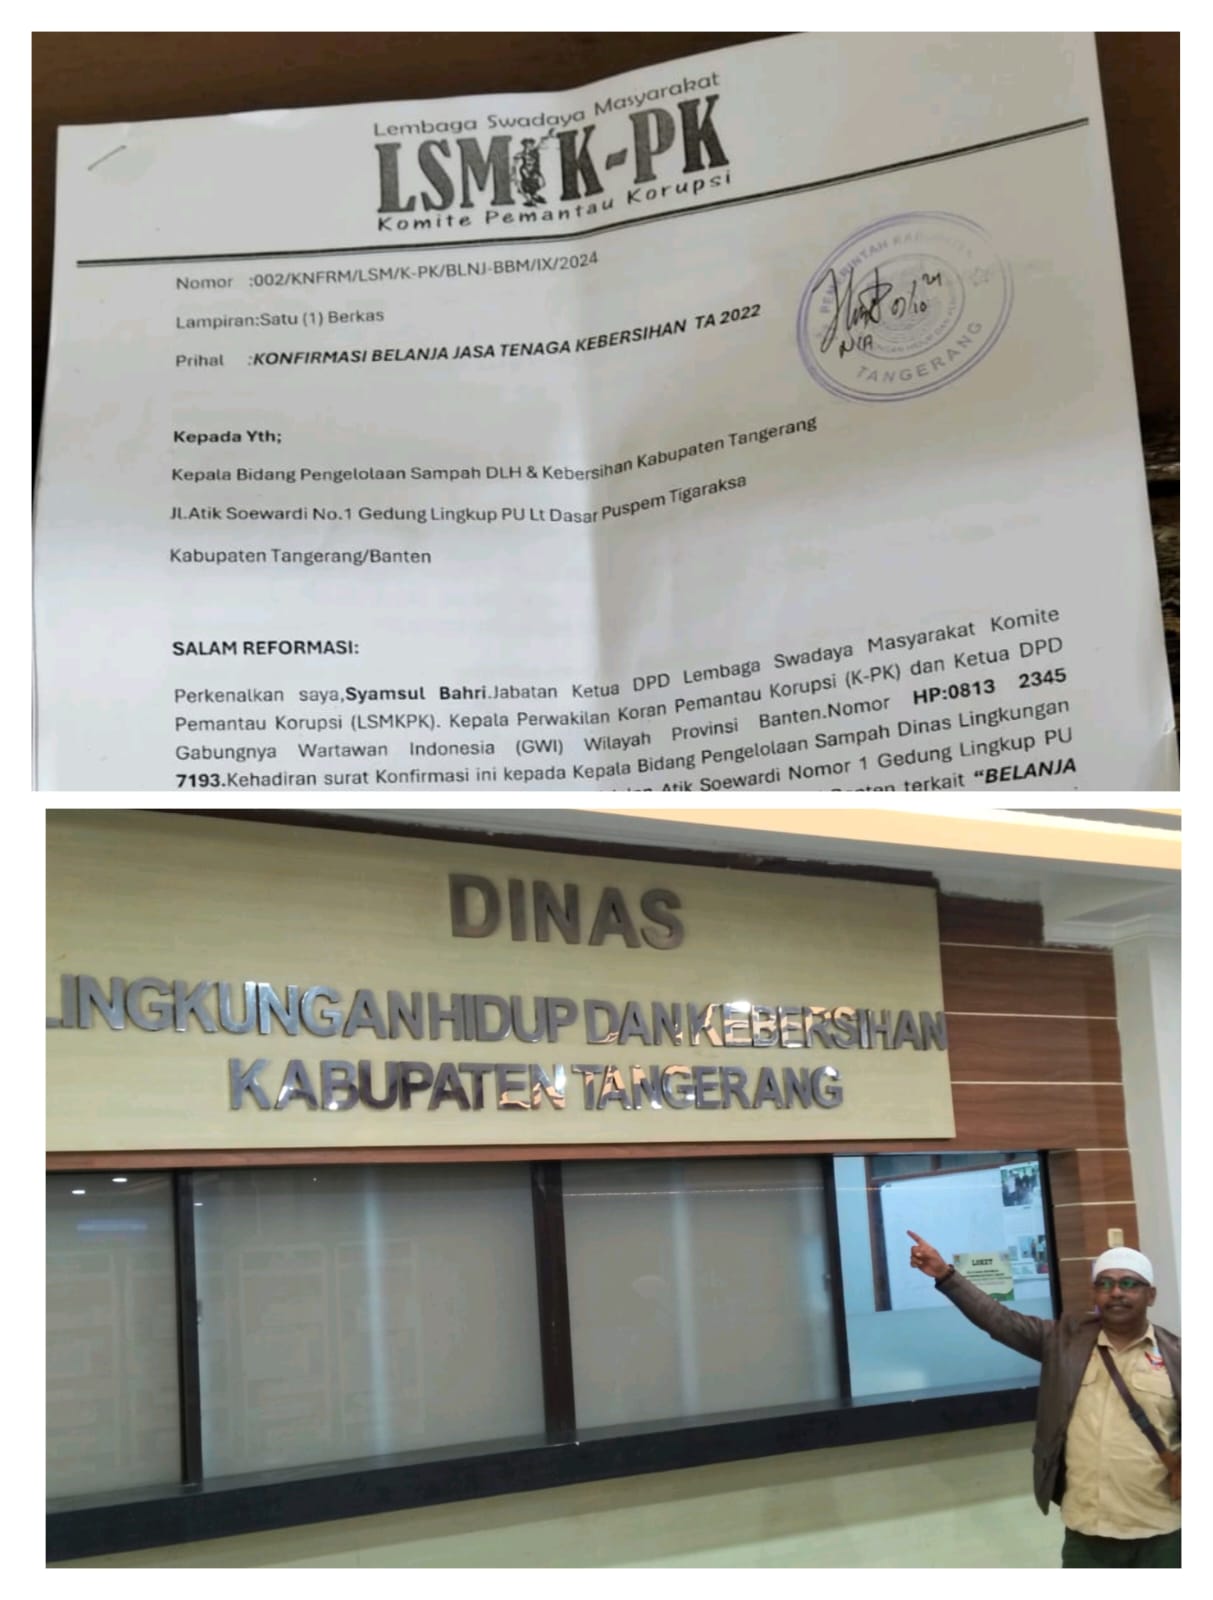 Lembaga Swadaya Masyarakat
LSM K-PK
Komite Pemantau Korupsi
Nomor :002/KNFRM/LSM/K-PK/BLNJ-BBM/IX/2024
Lampiran:Satu (1) Berkas
Prihal :KONFIRMASI BELANJA JASA TENAGA KEBERSIHAN TA 2022
PEMERINTAH KABUPATEN
TANGERANG
NIA
Kepada Yth;
Kepala Bidang Pengelolaan Sampah DLH & Kebersihan Kabupaten Tangerang
Jl.Atik Soewardi No.1 Gedung Lingkup PU Lt Dasar Puspem Tigaraksa
Kabupaten Tangerang/Banten
SALAM REFORMASI:
Perkenalkan saya,Syamsul Bahri.Jabatan Ketua DPD Lembaga Swadaya Masyarakat Komite
Pemantau Korupsi (LSMKPK). Kepala Perwakilan Koran Pemantau Korupsi (K-PK) dan Ketua DPD
Gabungnya Wartawan Indonesia (GWI) Wilayah Provinsi Banten.Nomor HP:0813 2345
7193.Kehadiran surat Konfirmasi ini kepada Kepala Bidang Pengelolaan Sampah Dinas Lingkungan
Atik Soewardi Nomor 1 Gedung Lingkup PU
terkait “BELANJA
DINAS
LINGKUNGAN HIDUP DAN KEBERSIHAN
KABUPATEN TANGERANG
LOKET